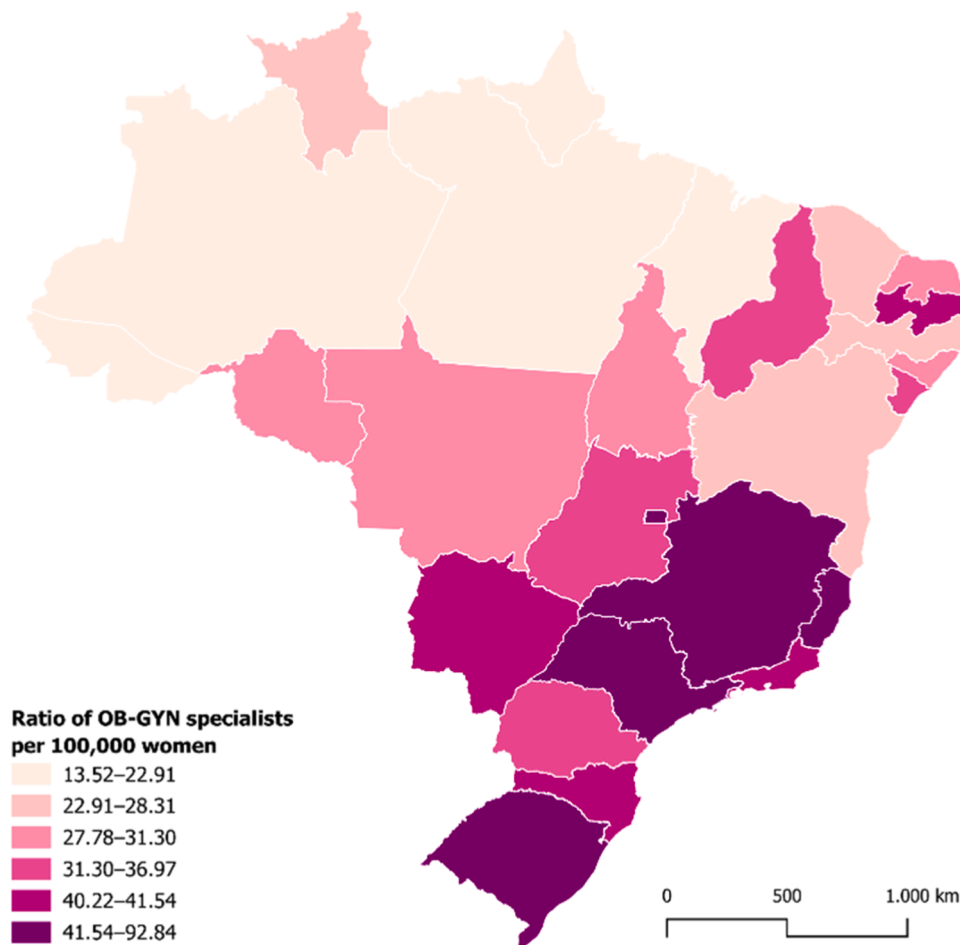 Ratio of OB-GYN specialists
per 100,000 women
13.52–22.91
22.91–28.31
27.78–31.30
31.30–36.97
40.22–41.54
41.54–92.84
0 500 1.000 km